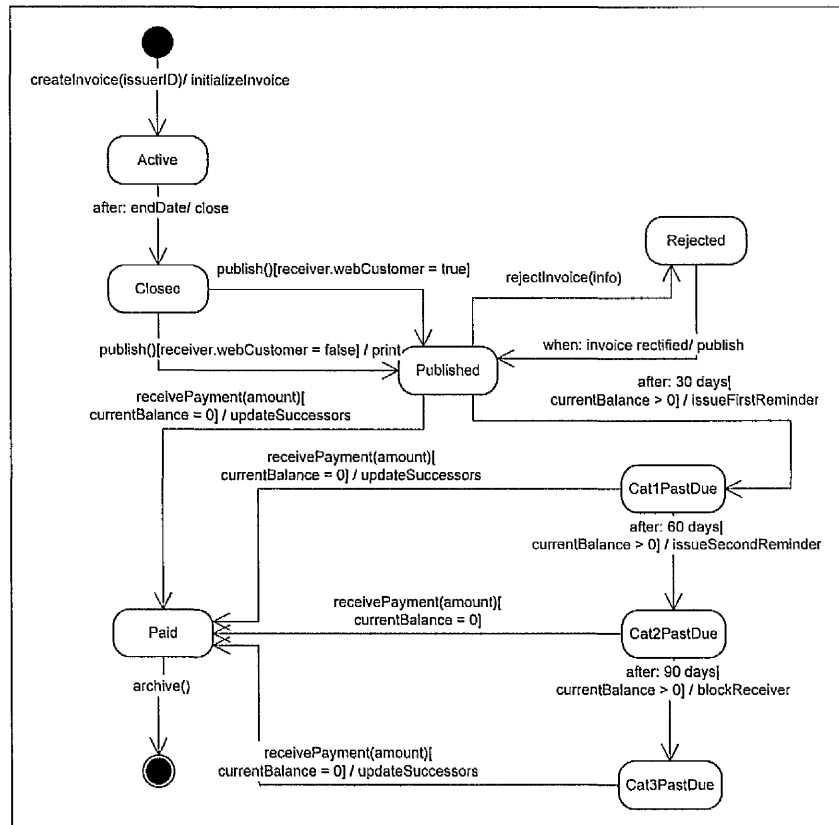 createInvoice(issuerID)/ initializeInvoice
Active
after: endDate/ close
Rejected
publish()[receiver.webCustomer = true]
Closec
rejectInvoice(info)
publish()[receiver.webCustomer = false] / print
when: invoice rectified/ publish
Published
after: 30 days[
currentBalance > 0] / issueFirstReminder
receivePayment(amount)[
currentBalance = 0] / updateSuccessors
receivePayment(amount)[
currentBalance = 0] / updateSuccessors
Cat1PastDue
after: 60 days[
currentBalance > 0] / issueSecondReminder
receivePayment(amount)[
currentBalance = 0]
Paid
Cat2PastDue
after: 90 days[
currentBalance > 0] / blockReceiver
archive()
receivePayment(amount)[
currentBalance = 0] / updateSuccessors
Cat3PastDue